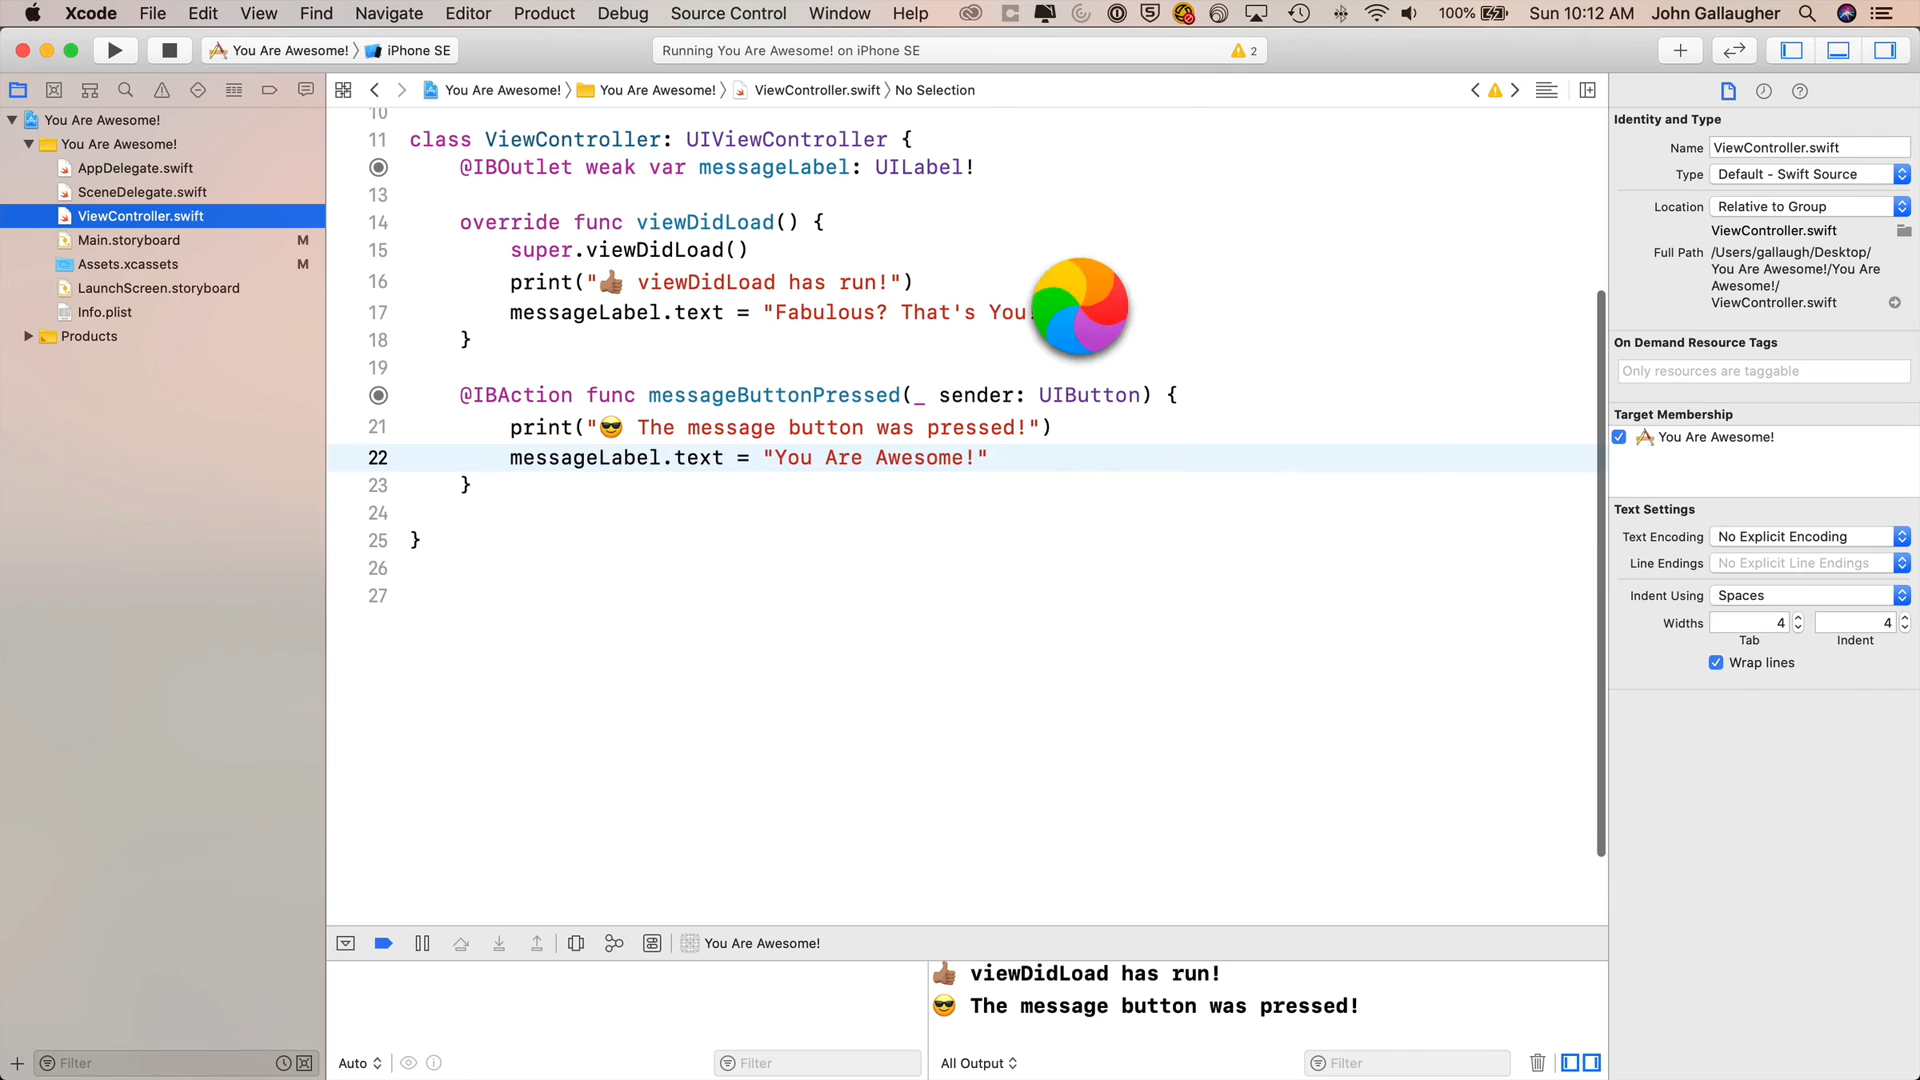 Xcode File Edit View Find Navigate Editor Product Debug Source Control Window Help 100% Sun 10:12 AM John Gallaugher
You Are Awesome! iPhone SE Running You Are Awesome! on iPhone SE 2
You Are Awesome! You Are Awesome! ViewController.swift No Selection
You Are Awesome!
You Are Awesome!
AppDelegate.swift
SceneDelegate.swift
ViewController.swift
Main.storyboard M
Assets.xcassets M
LaunchScreen.storyboard
Info.plist
Products
Filter
10
11 class ViewController: UIViewController {
@IBOutlet weak var messageLabel: UILabel!
13
14 override func viewDidLoad() {
15 super.viewDidLoad()
16 print("👍🏽 viewDidLoad has run!")
17 messageLabel.text = "Fabulous? That's You!
18 }
19
@IBAction func messageButtonPressed(_ sender: UIButton) {
21 print("😎 The message button was pressed!")
22 messageLabel.text = "You Are Awesome!"
23 }
24
25 }
26
27
You Are Awesome!
👍🏽 viewDidLoad has run!
😎 The message button was pressed!
Auto Filter All Output Filter
Identity and Type
Name ViewController.swift
Type Default - Swift Source
Location Relative to Group
ViewController.swift
Full Path /Users/gallaugh/Desktop/
You Are Awesome!/You Are
Awesome!/
ViewController.swift
On Demand Resource Tags
Only resources are taggable
Target Membership
You Are Awesome!
Text Settings
Text Encoding No Explicit Encoding
Line Endings No Explicit Line Endings
Indent Using Spaces
Widths 4 4
Tab Indent
Wrap lines